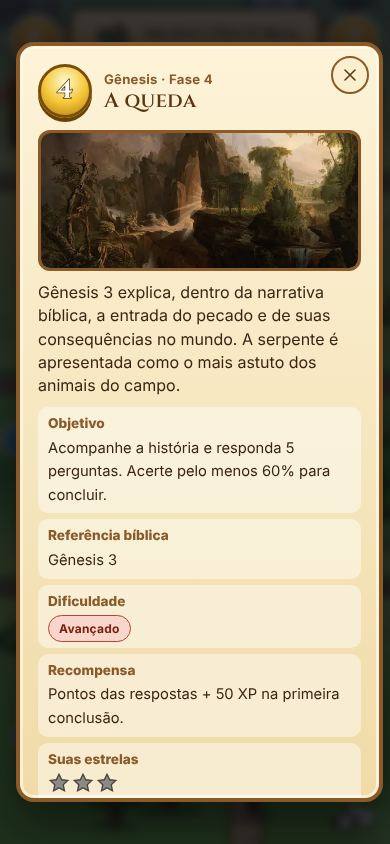 4
Gênesis · Fase 4
A QUEDA
Gênesis 3 explica, dentro da narrativa
bíblica, a entrada do pecado e de suas
consequências no mundo. A serpente é
apresentada como o mais astuto dos
animais do campo.
Objetivo
Acompanhe a história e responda 5
perguntas. Acerte pelo menos 60% para
concluir.
Referência bíblica
Gênesis 3
Dificuldade
Avançado
Recompensa
Pontos das respostas + 50 XP na primeira
conclusão.
Suas estrelas